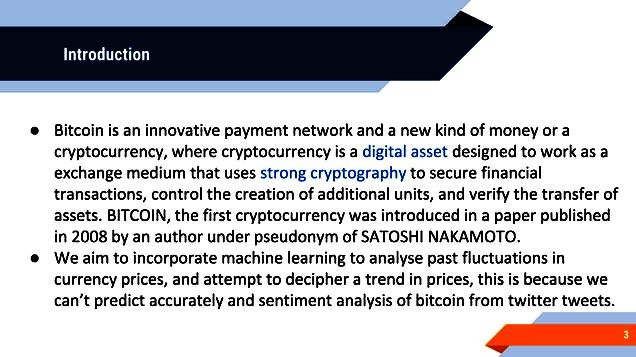 Introduction
● Bitcoin is an innovative payment network and a new kind of money or a
cryptocurrency, where cryptocurrency is a digital asset designed to work as a
exchange medium that uses strong cryptography to secure financial
transactions, control the creation of additional units, and verify the transfer of
assets. BITCOIN, the first cryptocurrency was introduced in a paper published
in 2008 by an author under pseudonym of SATOSHI NAKAMOTO.
● We aim to incorporate machine learning to analyse past fluctuations in
currency prices, and attempt to decipher a trend in prices, this is because we
can't predict accurately and sentiment analysis of bitcoin from twitter tweets.
3